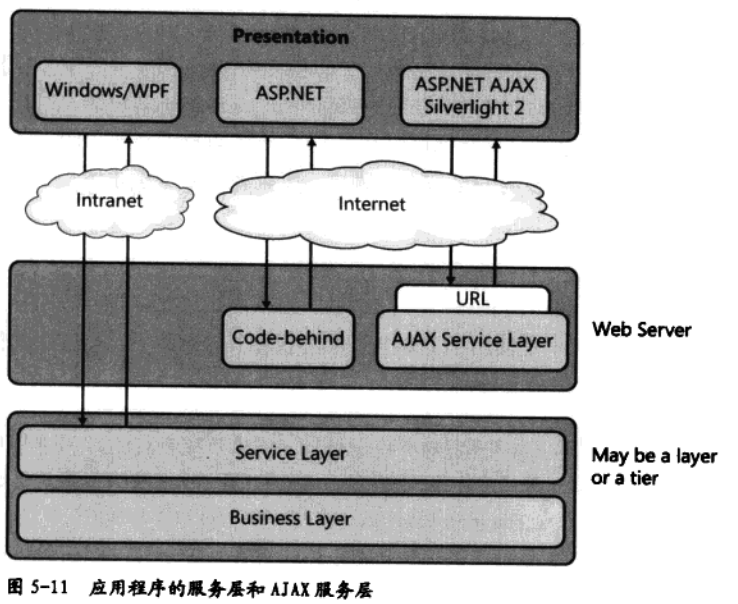 Presentation
Windows/WPF
ASP.NET
ASP.NET AJAX
Silverlight 2
Intranet
Internet
URL
Code-behind
AJAX Service Layer
Web Server
Service Layer
May be a layer
or a tier
Business Layer
图 5-11 应用程序的服务层和 AJAX 服务层